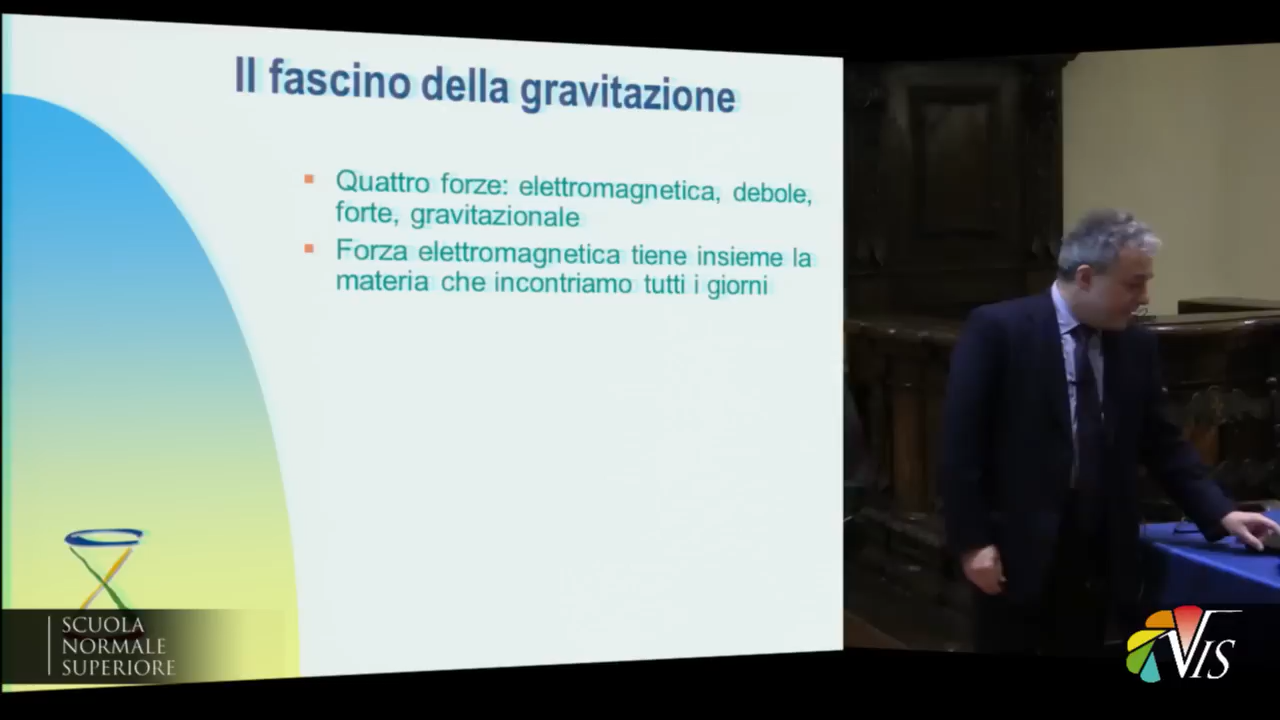 Il fascino della gravitazione
Quattro forze: elettromagnetica, debole,
forte, gravitazionale
Forza elettromagnetica tiene insieme la
materia che incontriamo tutti i giorni
SCUOLA
NORMALE
SUPERIORE
VIS